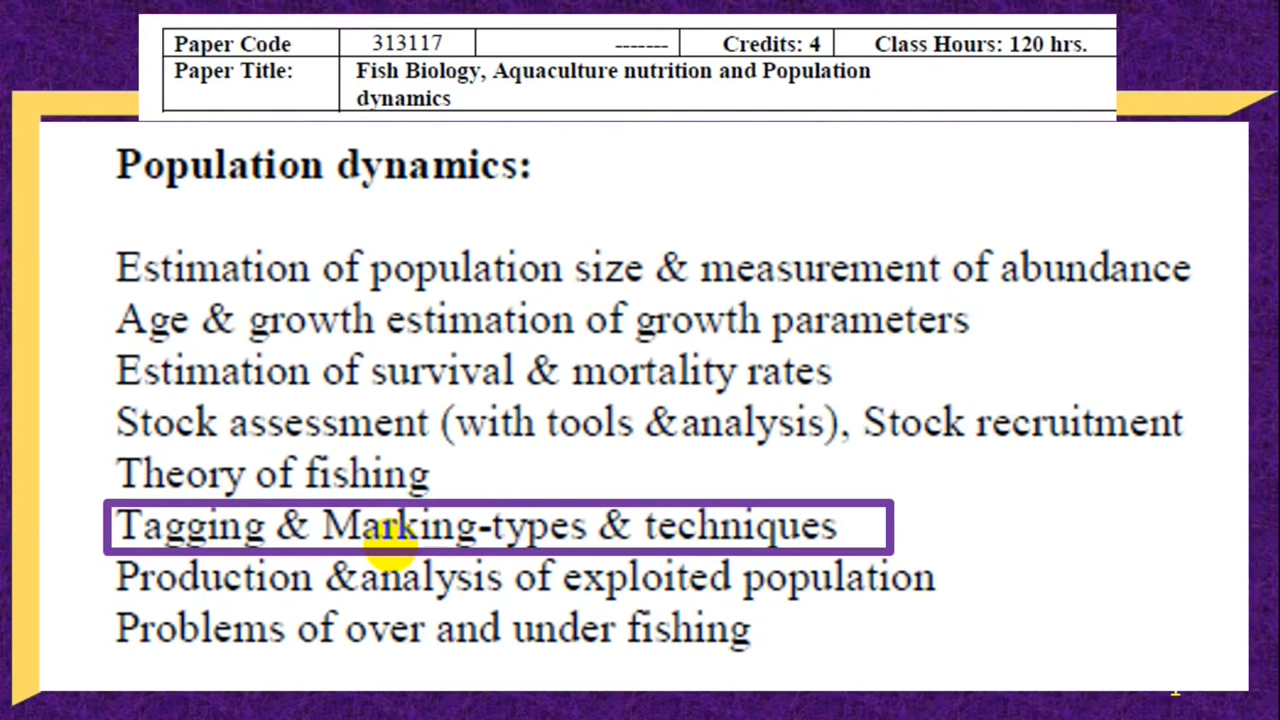 Paper Code 313117 ------- Credits: 4 Class Hours: 120 hrs.
Paper Title: Fish Biology, Aquaculture nutrition and Population
dynamics
Population dynamics:
Estimation of population size & measurement of abundance
Age & growth estimation of growth parameters
Estimation of survival & mortality rates
Stock assessment (with tools &analysis), Stock recruitment
Theory of fishing
Tagging & Marking-types & techniques
Production &analysis of exploited population
Problems of over and under fishing